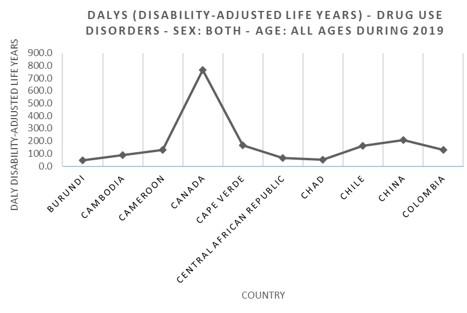 DALYS (DISABILITY-ADJUSTED LIFE YEARS) - DRUG USE
DISORDERS - SEX: BOTH - AGE: ALL AGES DURING 2019
DALY DISABILITY-ADJUSTED LIFE YEARS
900.0
800.0
700.0
600.0
500.0
400.0
300.0
200.0
100.0
0.0
BURUNDI
CAMBODIA
CAMEROON
CANADA
CAPE VERDE
CENTRAL AFRICAN REPUBLIC
CHAD
CHILE
CHINA
COLOMBIA
COUNTRY